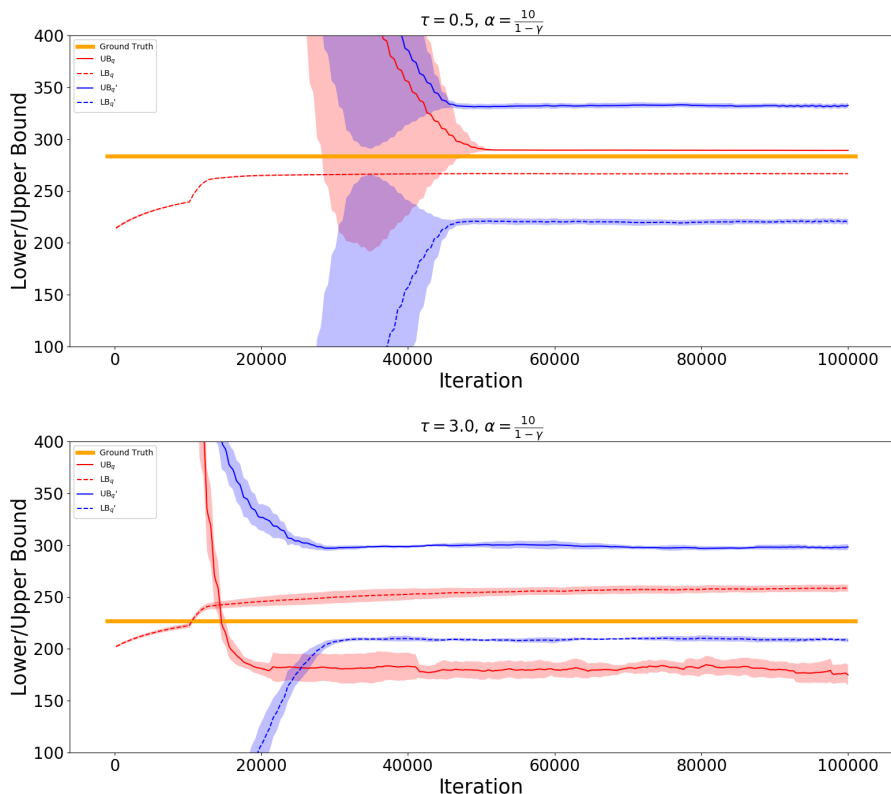 τ = 0.5, α = 10/(1−γ)
400
350
300
250
200
150
100
Lower/Upper Bound
Ground Truth
UB_q
LB_q
UB_q'
LB_q'
0 20000 40000 60000 80000 100000
Iteration
τ = 3.0, α = 10/(1−γ)
400
350
300
250
200
150
100
Lower/Upper Bound
Ground Truth
UB_q
LB_q
UB_q'
LB_q'
0 20000 40000 60000 80000 100000
Iteration